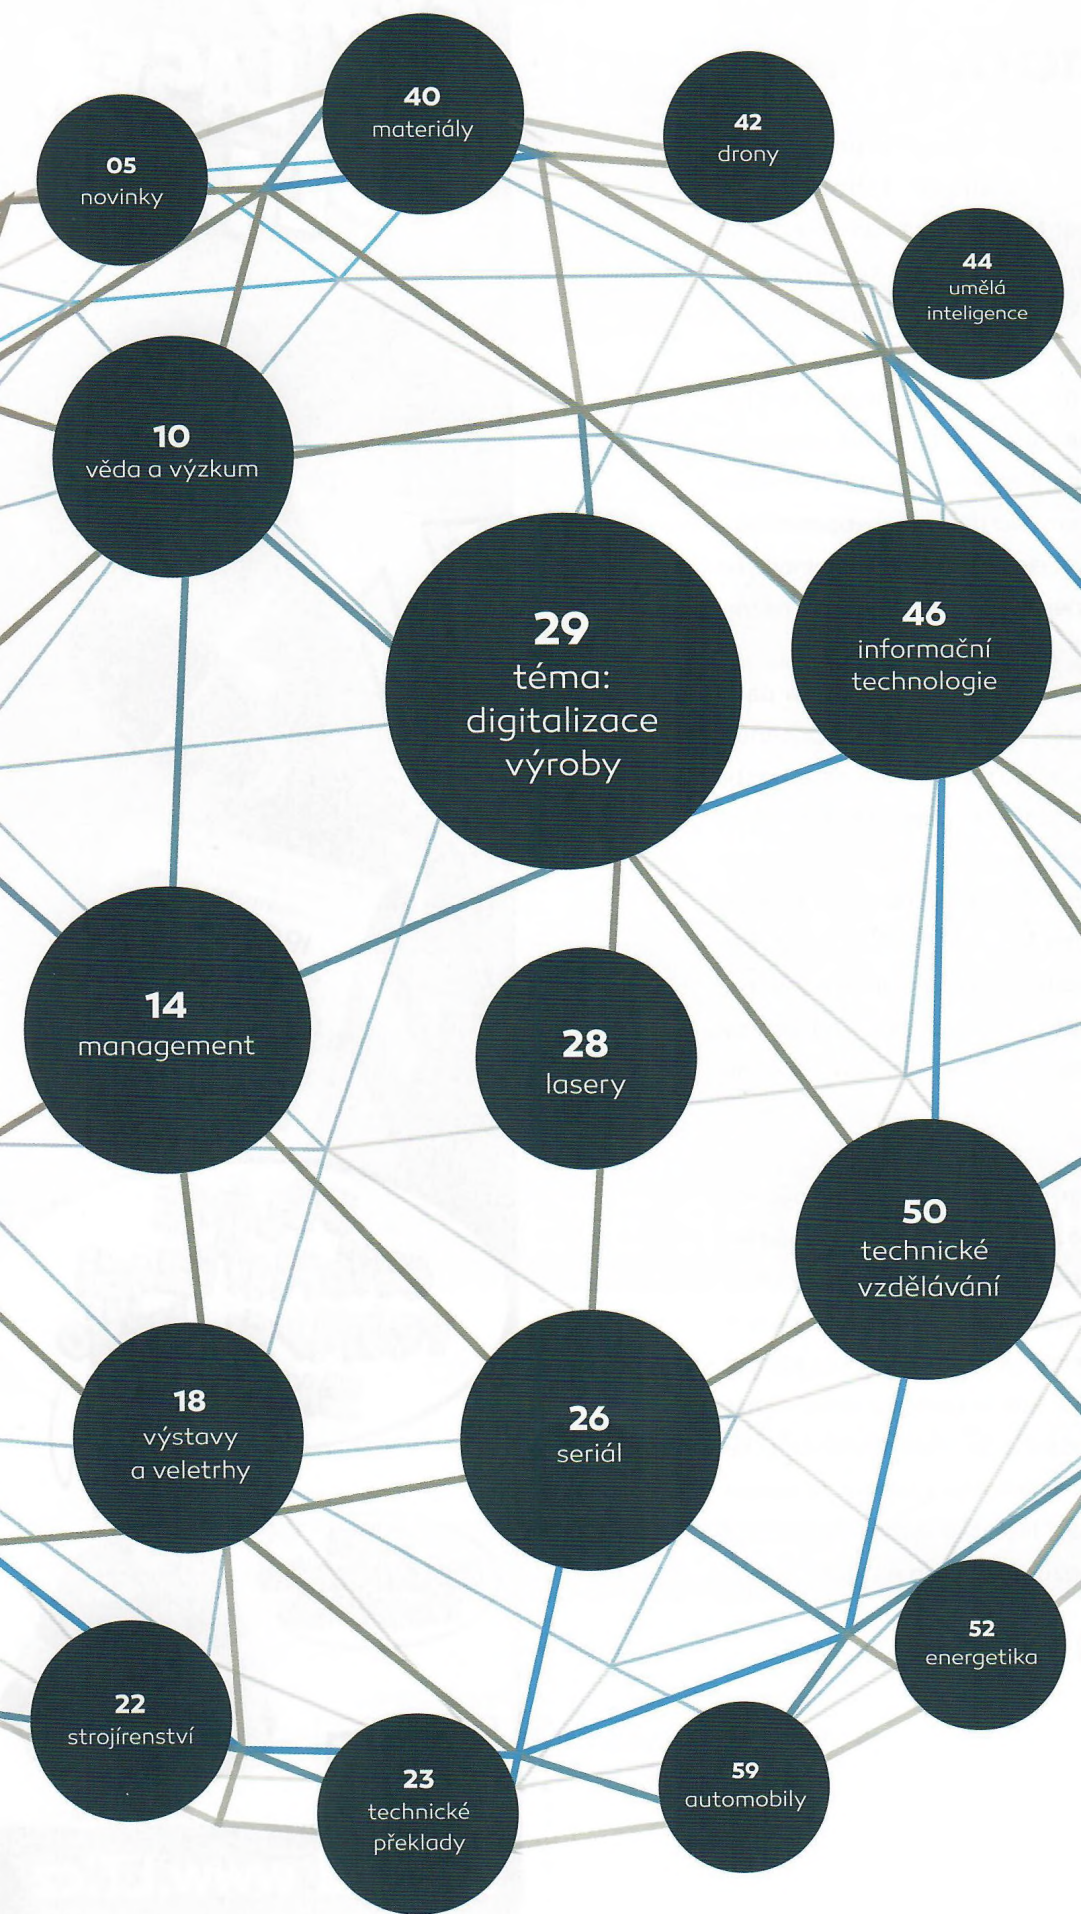 40
materiály
42
drony
05
novinky
44
umělá
inteligence
10
věda a výzkum
29
téma:
digitalizace
výroby
46
informační
technologie
14
management
28
lasery
50
technické
vzdělávání
18
výstavy
a veletrhy
26
seriál
52
energetika
22
strojírenství
23
technické
překlady
59
automobily